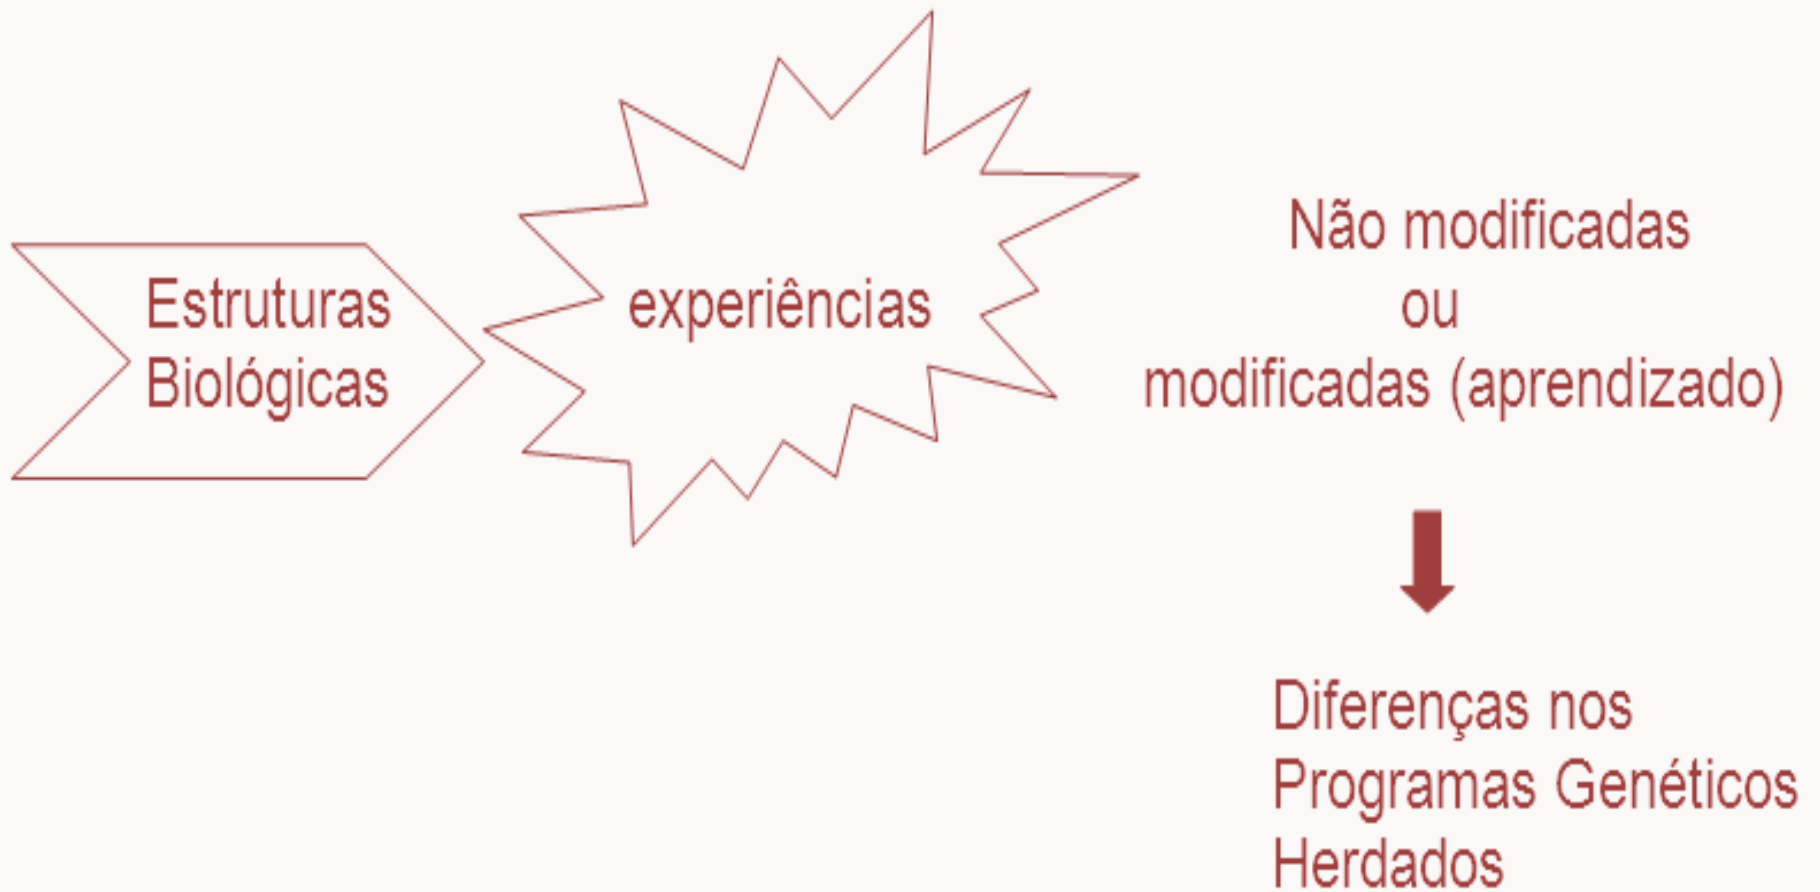 Estruturas
Biológicas
experiências
Não modificadas
ou
modificadas (aprendizado)
Diferenças nos
Programas Genéticos
Herdados